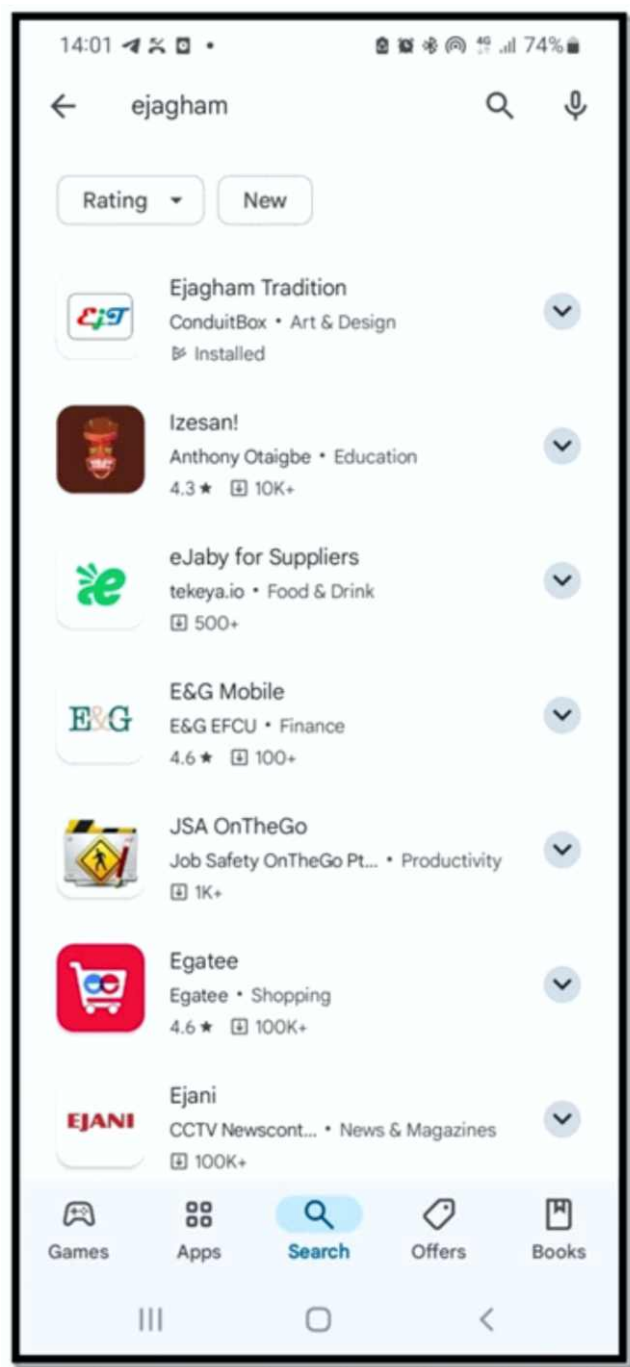 14:01 4G 74%
ejagham
Rating New
Ejagham Tradition
EjT
ConduitBox • Art & Design
Installed
Izesan!
Anthony Otaigbe • Education
4.3★ 10K+
eJaby for Suppliers
e
tekeya.io • Food & Drink
500+
E&G Mobile
E&G
E&G EFCU • Finance
4.6★ 100+
JSA OnTheGo
Job Safety OnTheGo Pt... • Productivity
1K+
Egatee
Egatee • Shopping
4.6★ 100K+
Ejani
EJANI
CCTV Newscont... • News & Magazines
100K+
Games Apps Search Offers Books